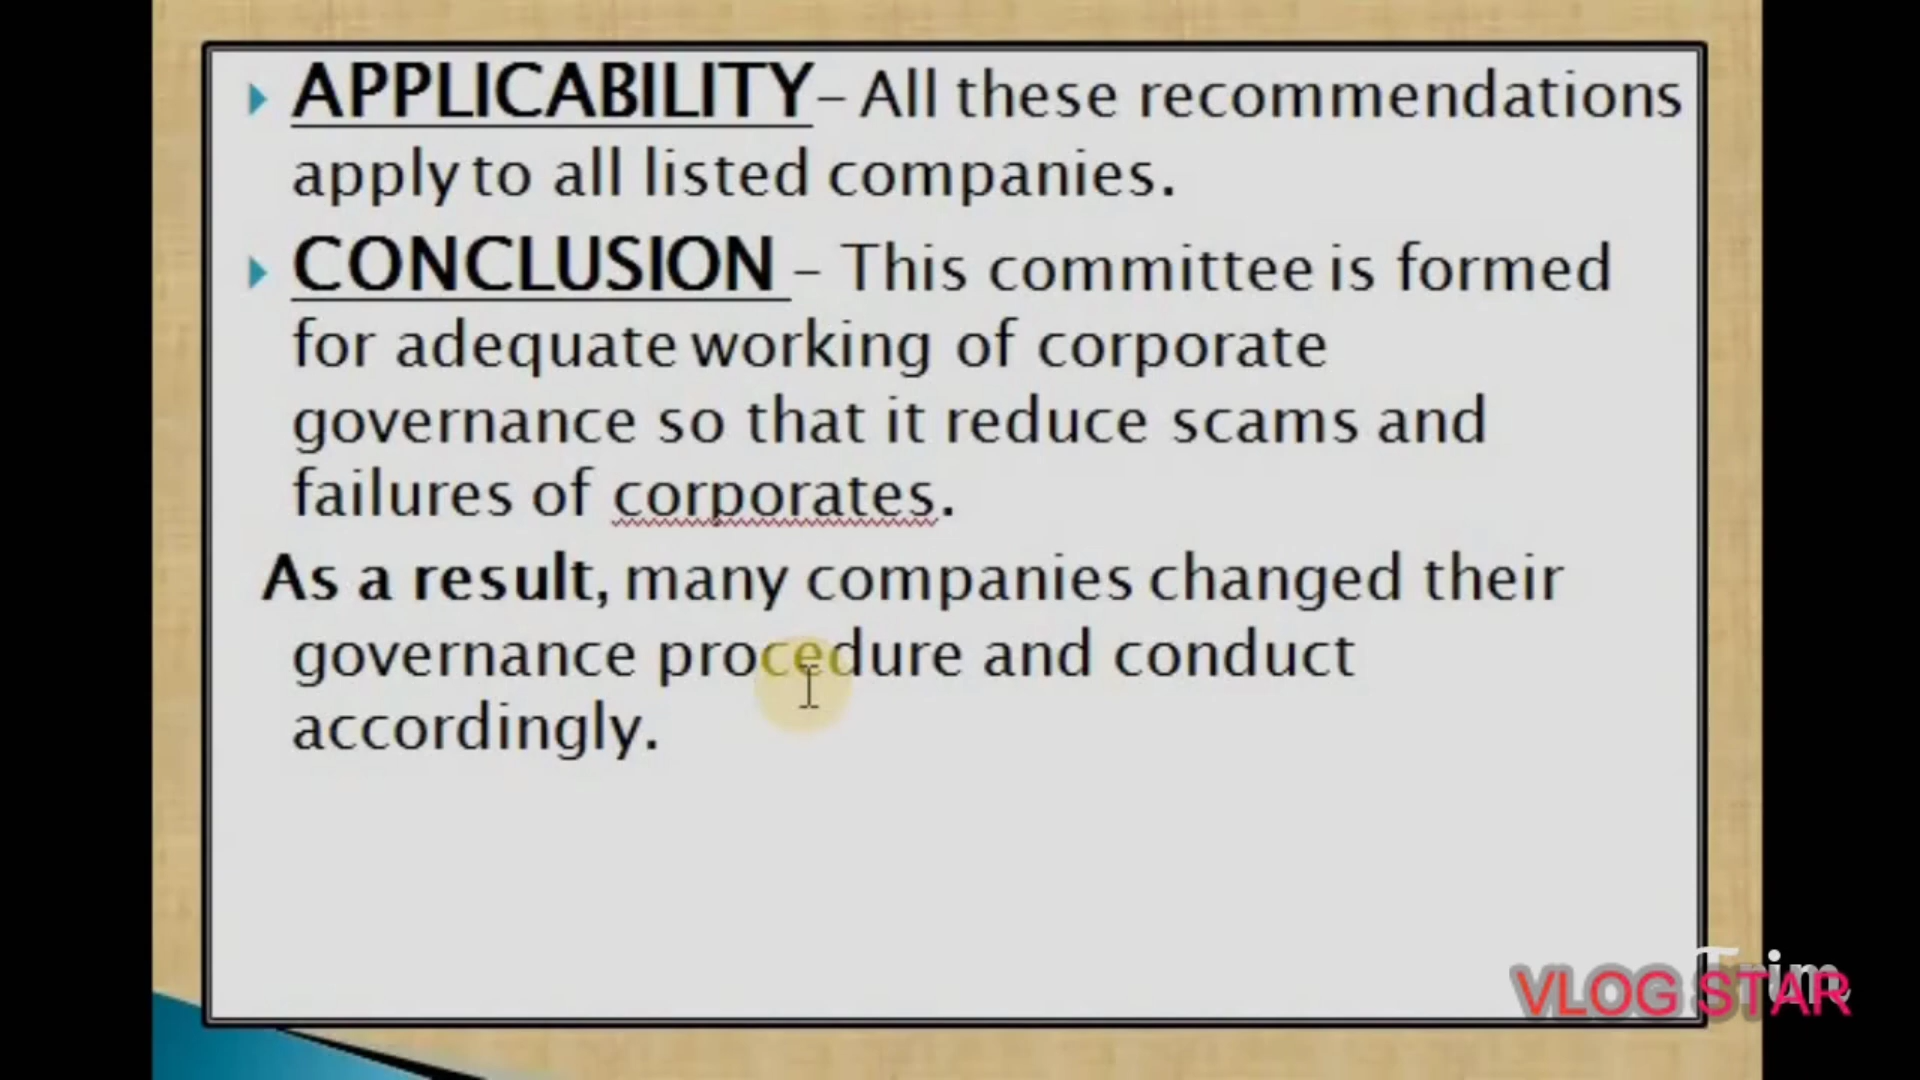 APPLICABILITY – All these recommendations
apply to all listed companies.
CONCLUSION – This committee is formed
for adequate working of corporate
governance so that it reduce scams and
failures of corporates.
As a result, many companies changed their
governance procedure and conduct
accordingly.
VLOG STAR